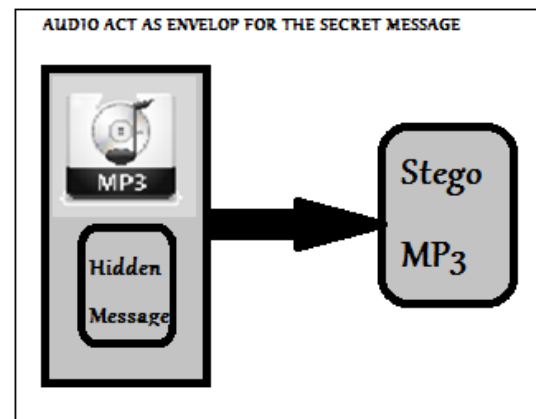 AUDIO ACT AS ENVELOP FOR THE SECRET MESSAGE
MP3
Hidden
Message
Stego
MP3